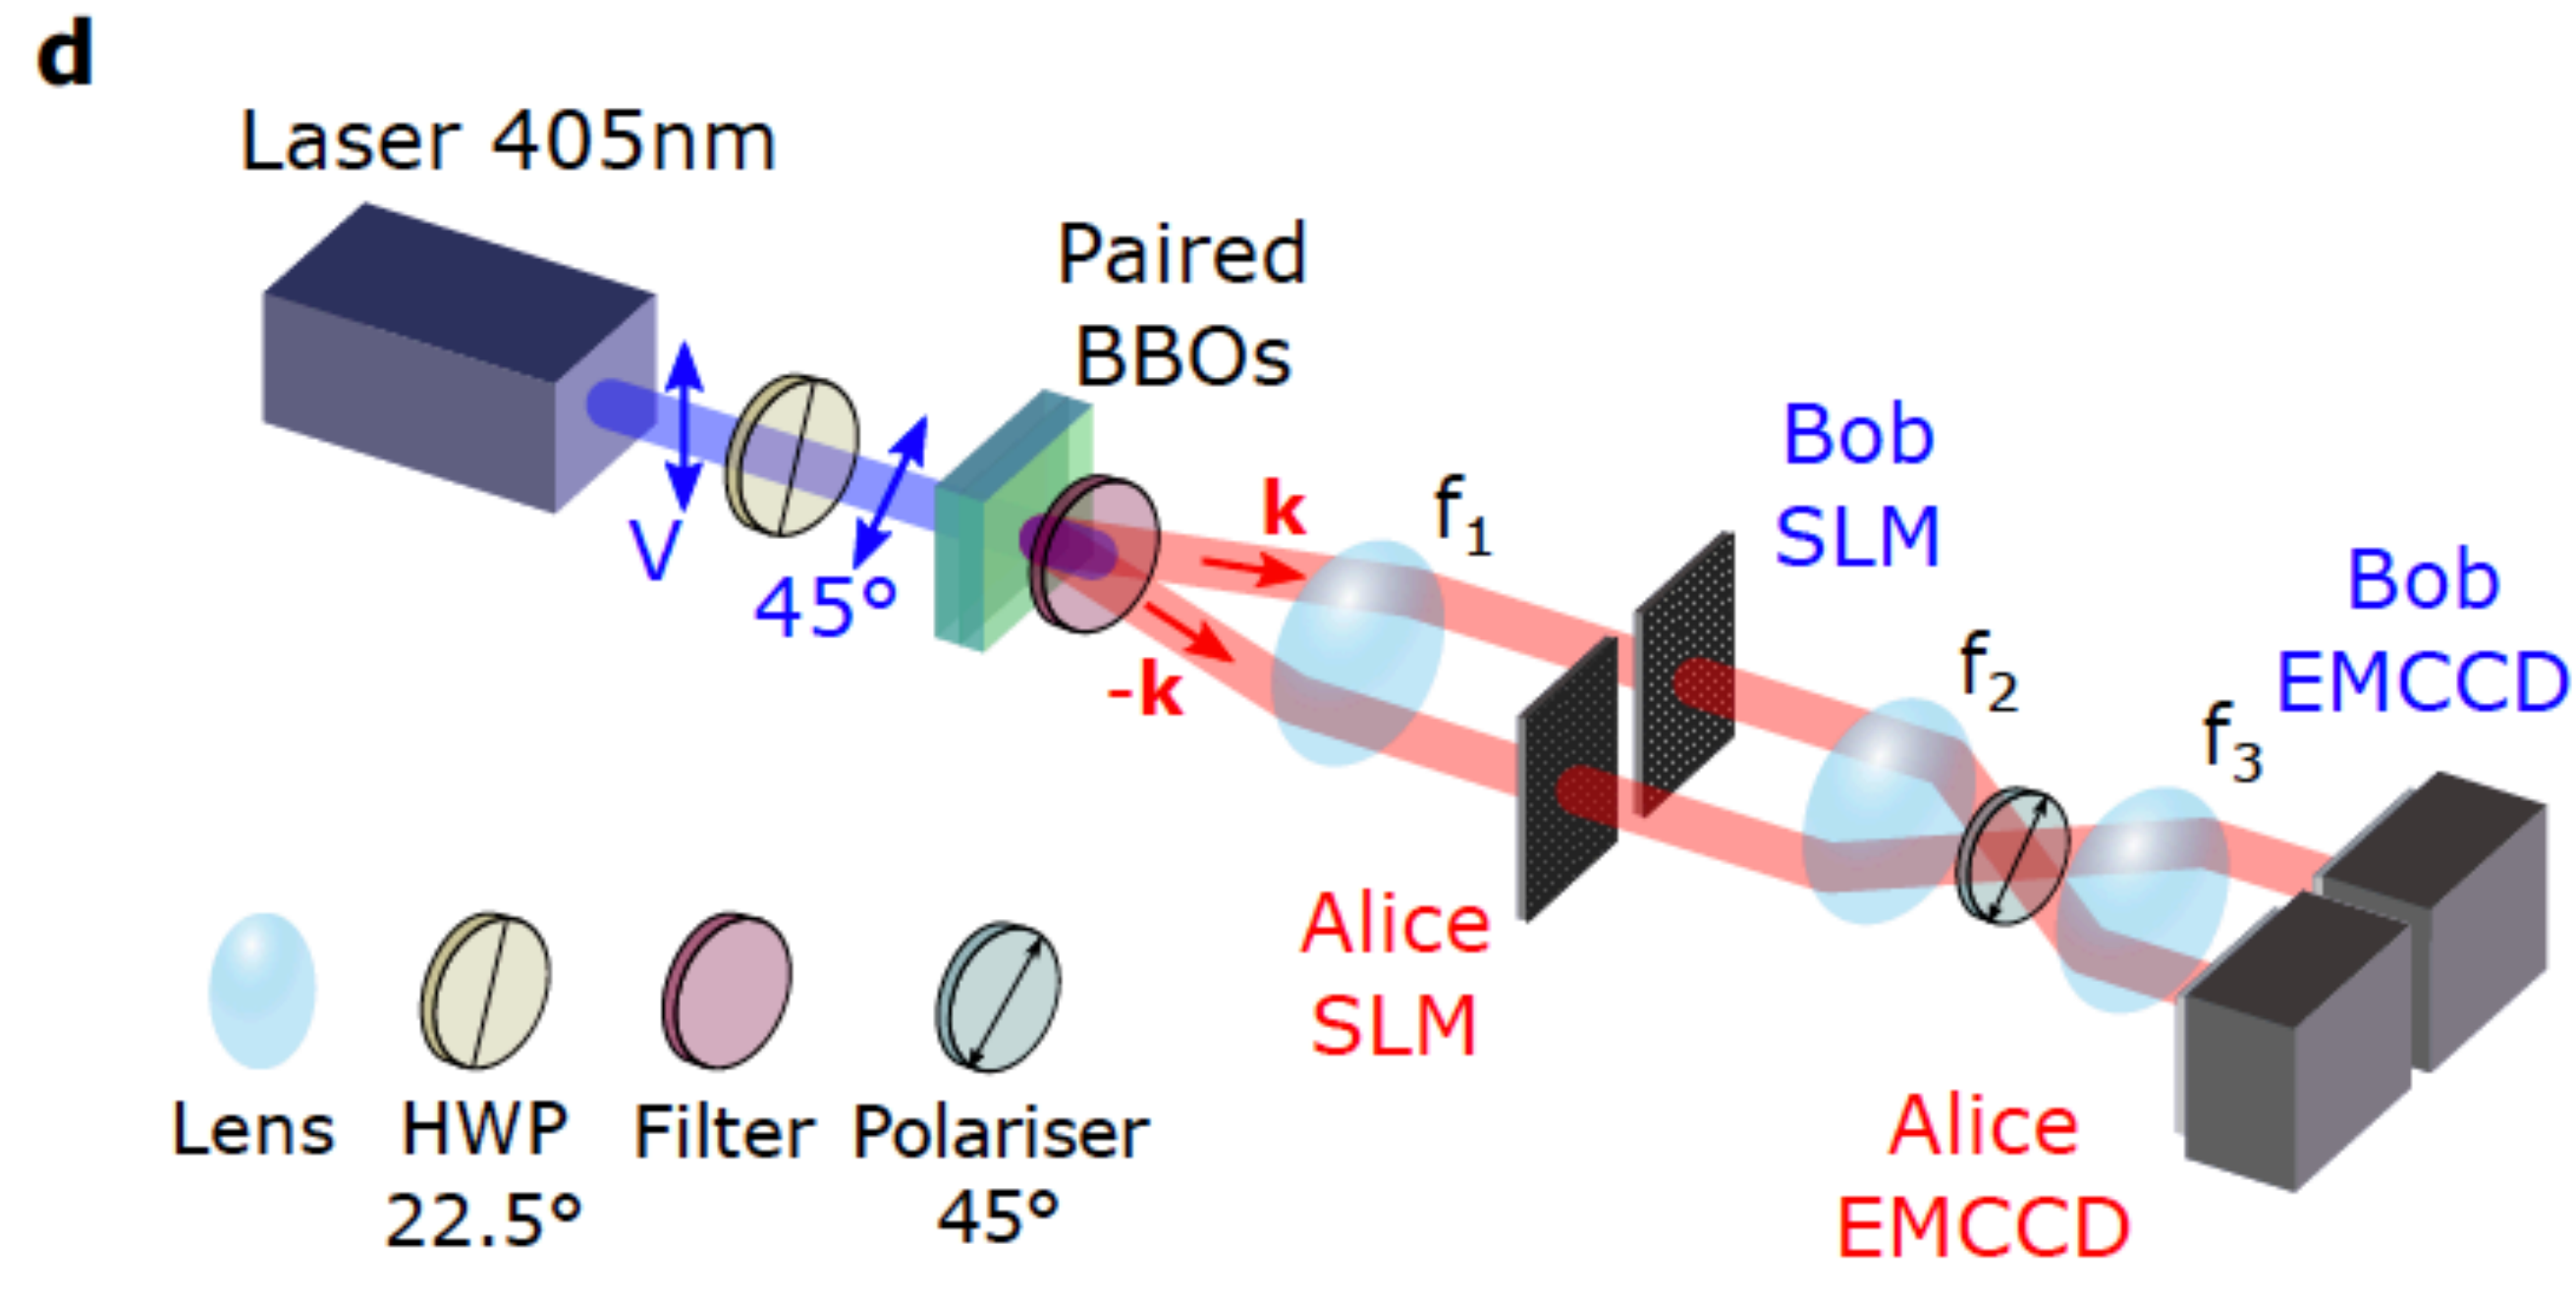 d
Laser 405nm
Paired
BBOs
V
45°
k
-k
f1
Bob
SLM
Alice
SLM
f2
f3
Bob
EMCCD
Alice
EMCCD
Lens
HWP
22.5°
Filter
Polariser
45°